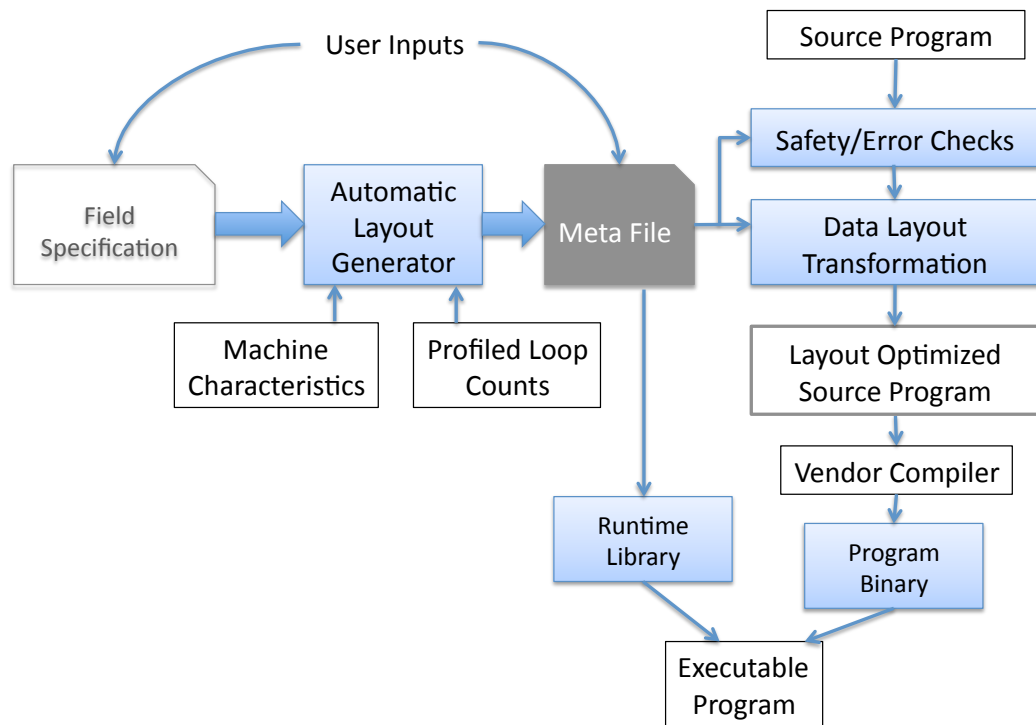 User Inputs
Source Program
Safety/Error Checks
Field
Specification
Automatic
Layout
Generator
Meta File
Data Layout
Transformation
Machine
Characteristics
Profiled Loop
Counts
Layout Optimized
Source Program
Vendor Compiler
Runtime
Library
Program
Binary
Executable
Program